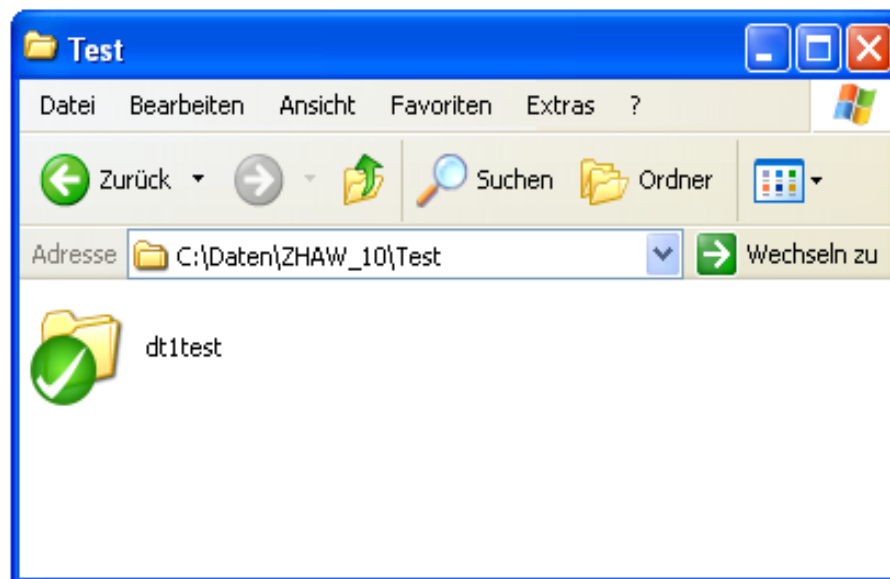 Test
Datei Bearbeiten Ansicht Favoriten Extras ?
Zurück Suchen Ordner
Adresse C:\Daten\ZHAW_10\Test Wechseln zu
dt1test